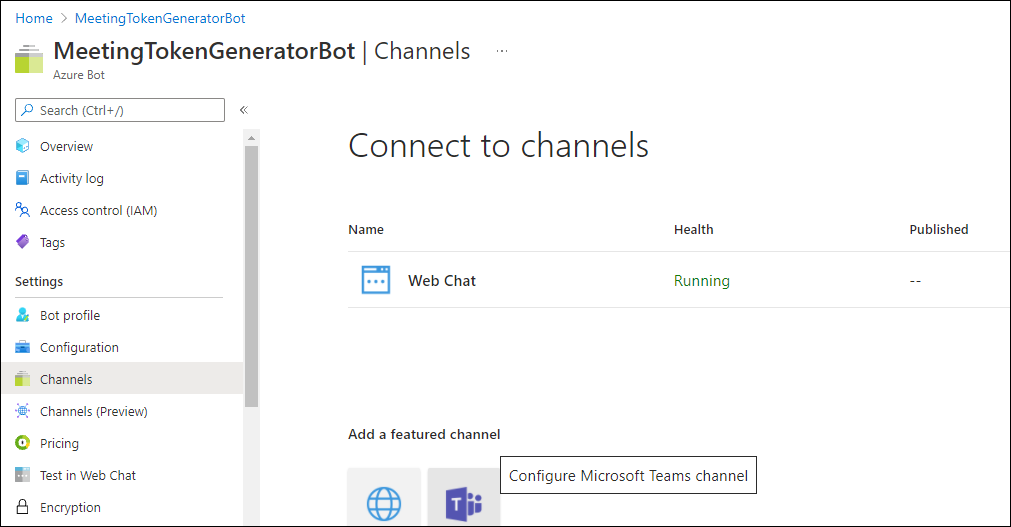 Home > MeetingTokenGeneratorBot
MeetingTokenGeneratorBot | Channels ...
Azure Bot
Search (Ctrl+/) «
Overview
Activity log
Access control (IAM)
Tags
Settings
Bot profile
Configuration
Channels
Channels (Preview)
Pricing
Test in Web Chat
Encryption
Connect to channels
Name Health Published
Web Chat Running --
Add a featured channel
Configure Microsoft Teams channel
T